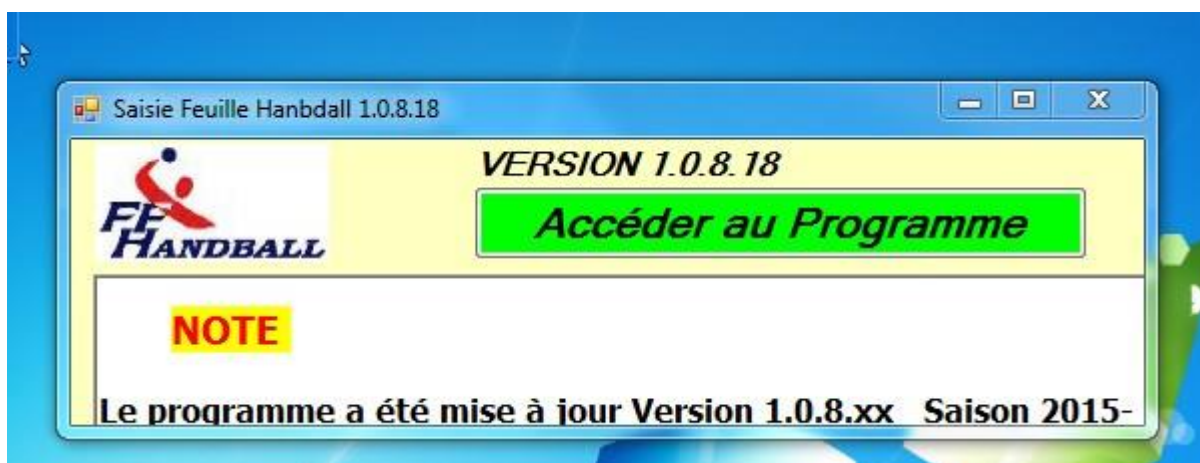 Saisie Feuille Hanbdall 1.0.8.18
VERSION 1.0.8.18
Accéder au Programme
FF
HANDBALL
NOTE
Le programme a été mise à jour Version 1.0.8.xx Saison 2015-